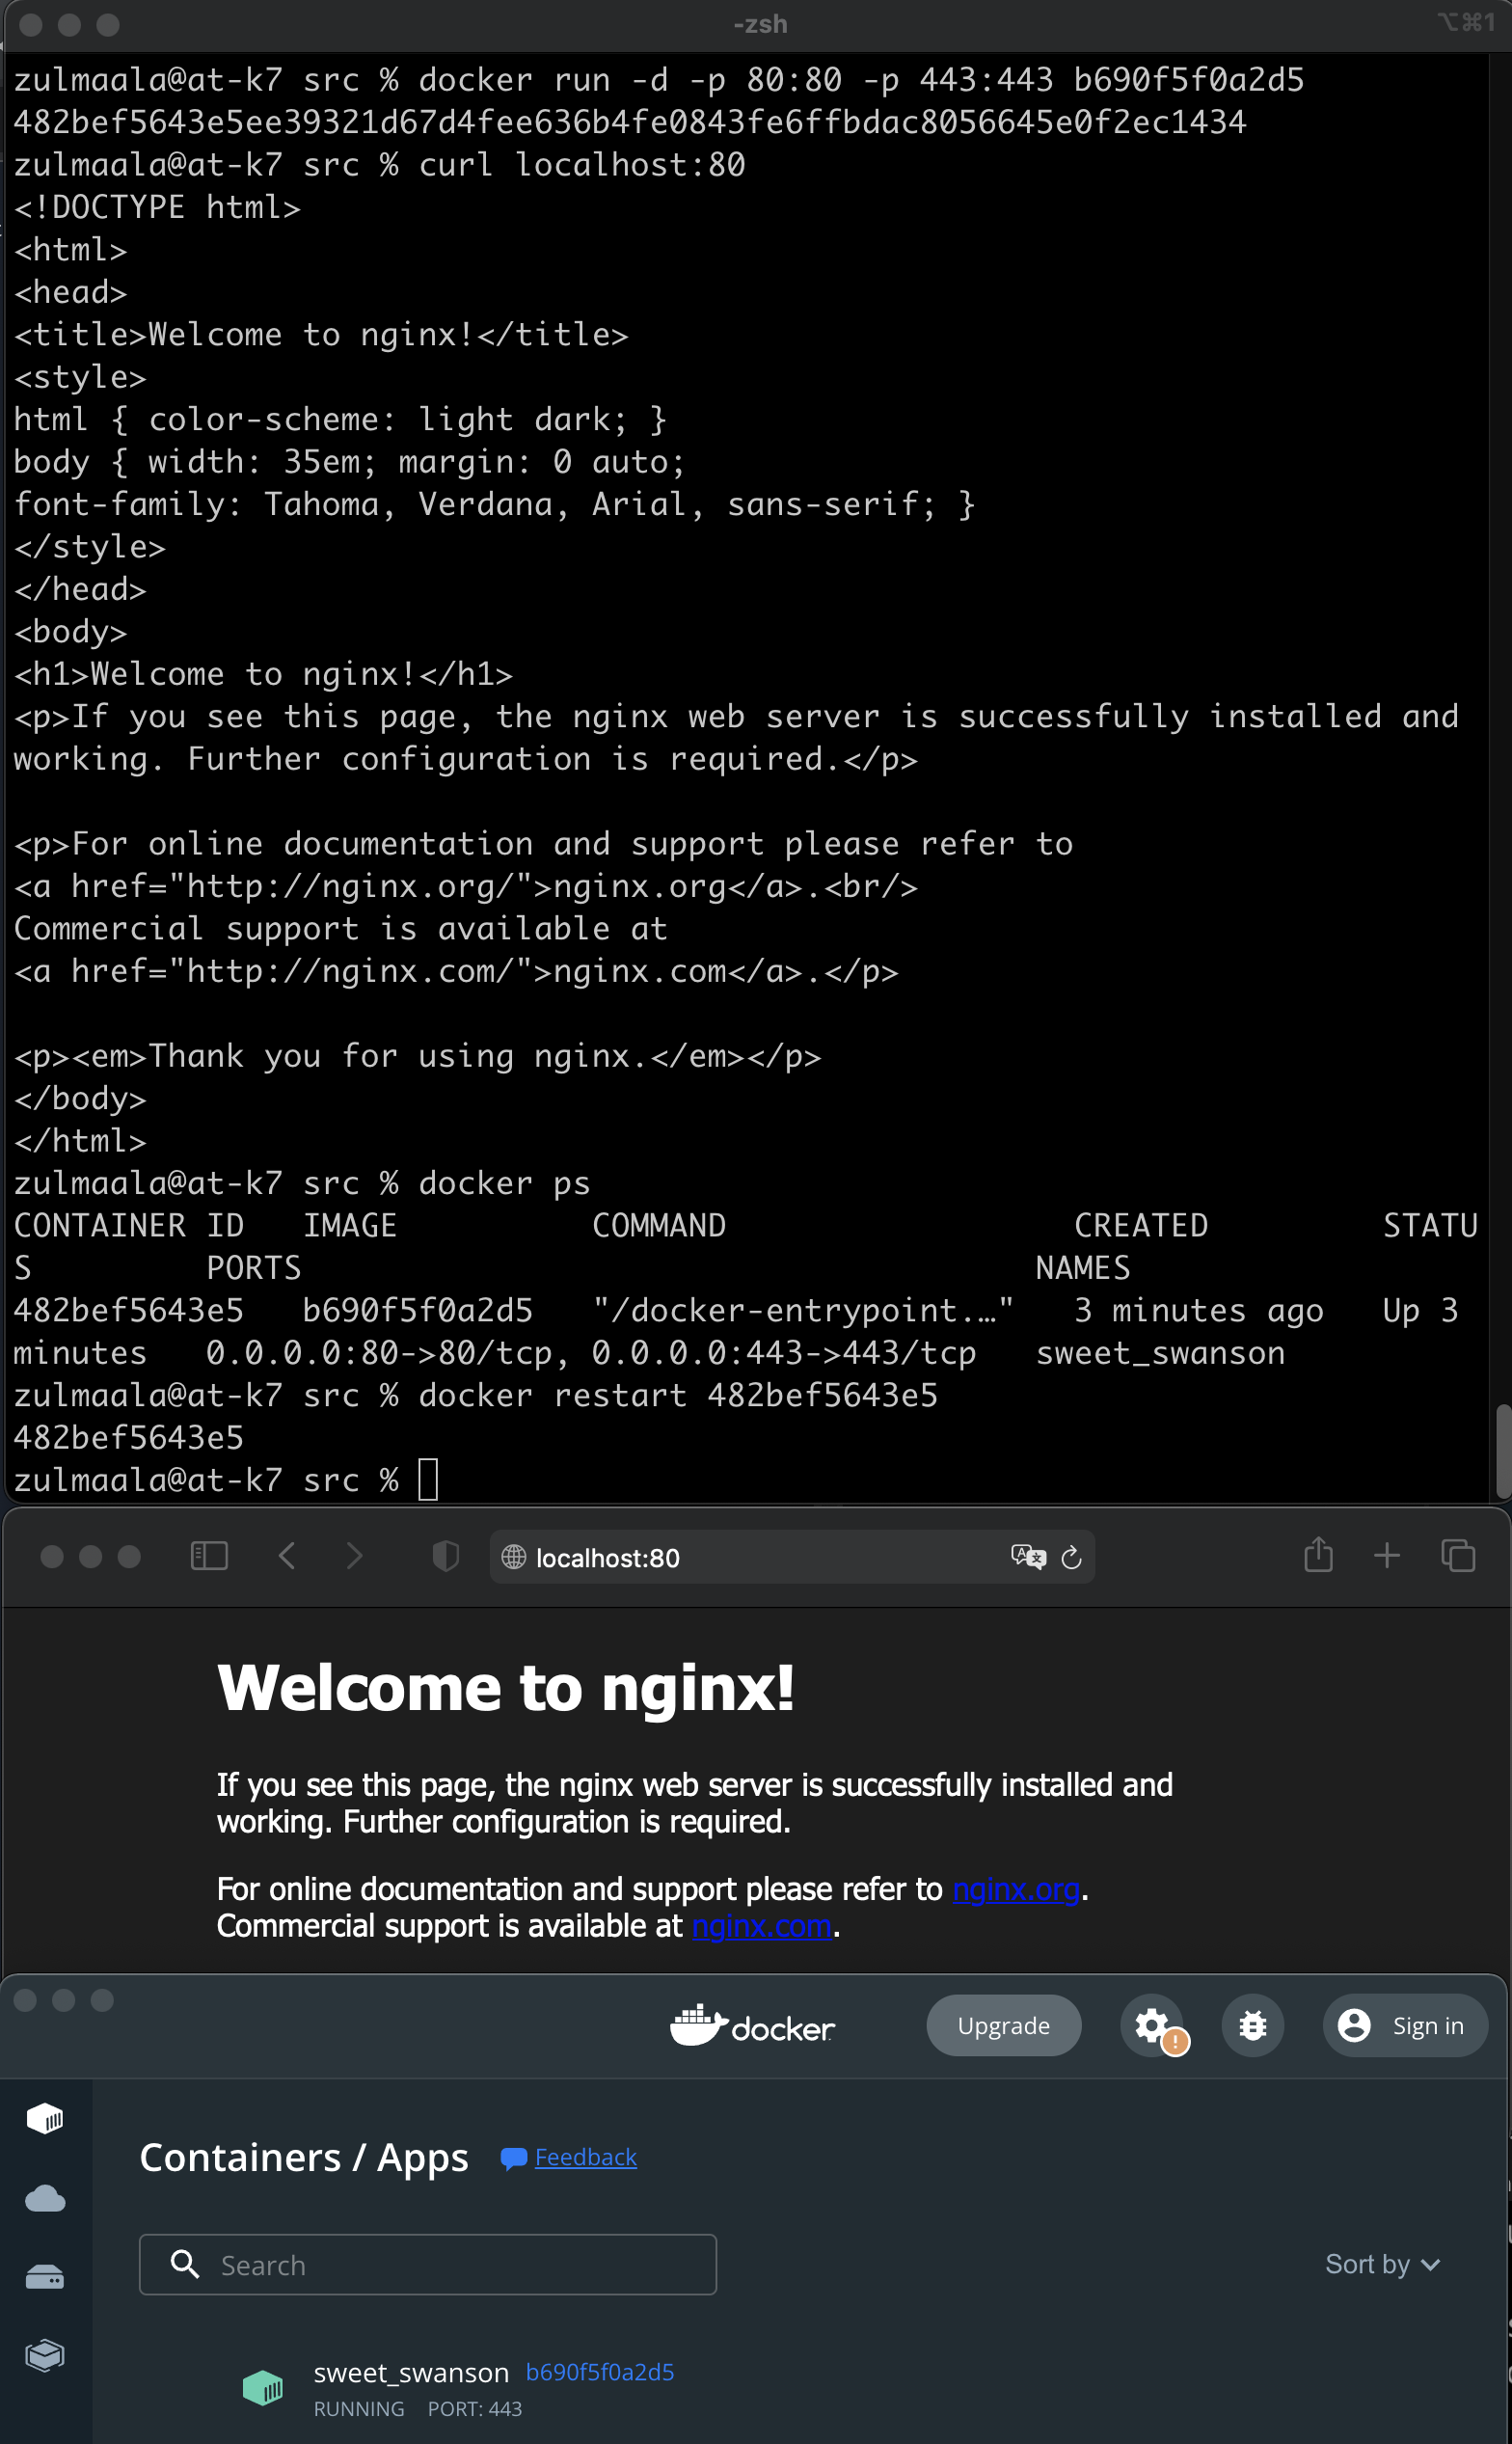 -zsh
⌥⌘1
zulmaala@at-k7 src % docker run -d -p 80:80 -p 443:443 b690f5f0a2d5
482bef5643e5ee39321d67d4fee636b4fe0843fe6ffbdac8056645e0f2ec1434
zulmaala@at-k7 src % curl localhost:80
<!DOCTYPE html>
<html>
<head>
<title>Welcome to nginx!</title>
<style>
html { color-scheme: light dark; }
body { width: 35em; margin: 0 auto;
font-family: Tahoma, Verdana, Arial, sans-serif; }
</style>
</head>
<body>
<h1>Welcome to nginx!</h1>
<p>If you see this page, the nginx web server is successfully installed and
working. Further configuration is required.</p>

<p>For online documentation and support please refer to
<a href="http://nginx.org/">nginx.org</a>.<br/>
Commercial support is available at
<a href="http://nginx.com/">nginx.com</a>.</p>

<p><em>Thank you for using nginx.</em></p>
</body>
</html>
zulmaala@at-k7 src % docker ps
CONTAINER ID   IMAGE          COMMAND                  CREATED         STATU
S         PORTS                                      NAMES
482bef5643e5   b690f5f0a2d5   "/docker-entrypoint.…"   3 minutes ago   Up 3
minutes   0.0.0.0:80->80/tcp, 0.0.0.0:443->443/tcp   sweet_swanson
zulmaala@at-k7 src % docker restart 482bef5643e5
482bef5643e5
zulmaala@at-k7 src %
localhost:80
Welcome to nginx!
If you see this page, the nginx web server is successfully installed and
working. Further configuration is required.
For online documentation and support please refer to nginx.org.
Commercial support is available at nginx.com.
docker
Upgrade
Sign in
Containers / Apps
Feedback
Search
Sort by
sweet_swanson b690f5f0a2d5
RUNNING PORT: 443